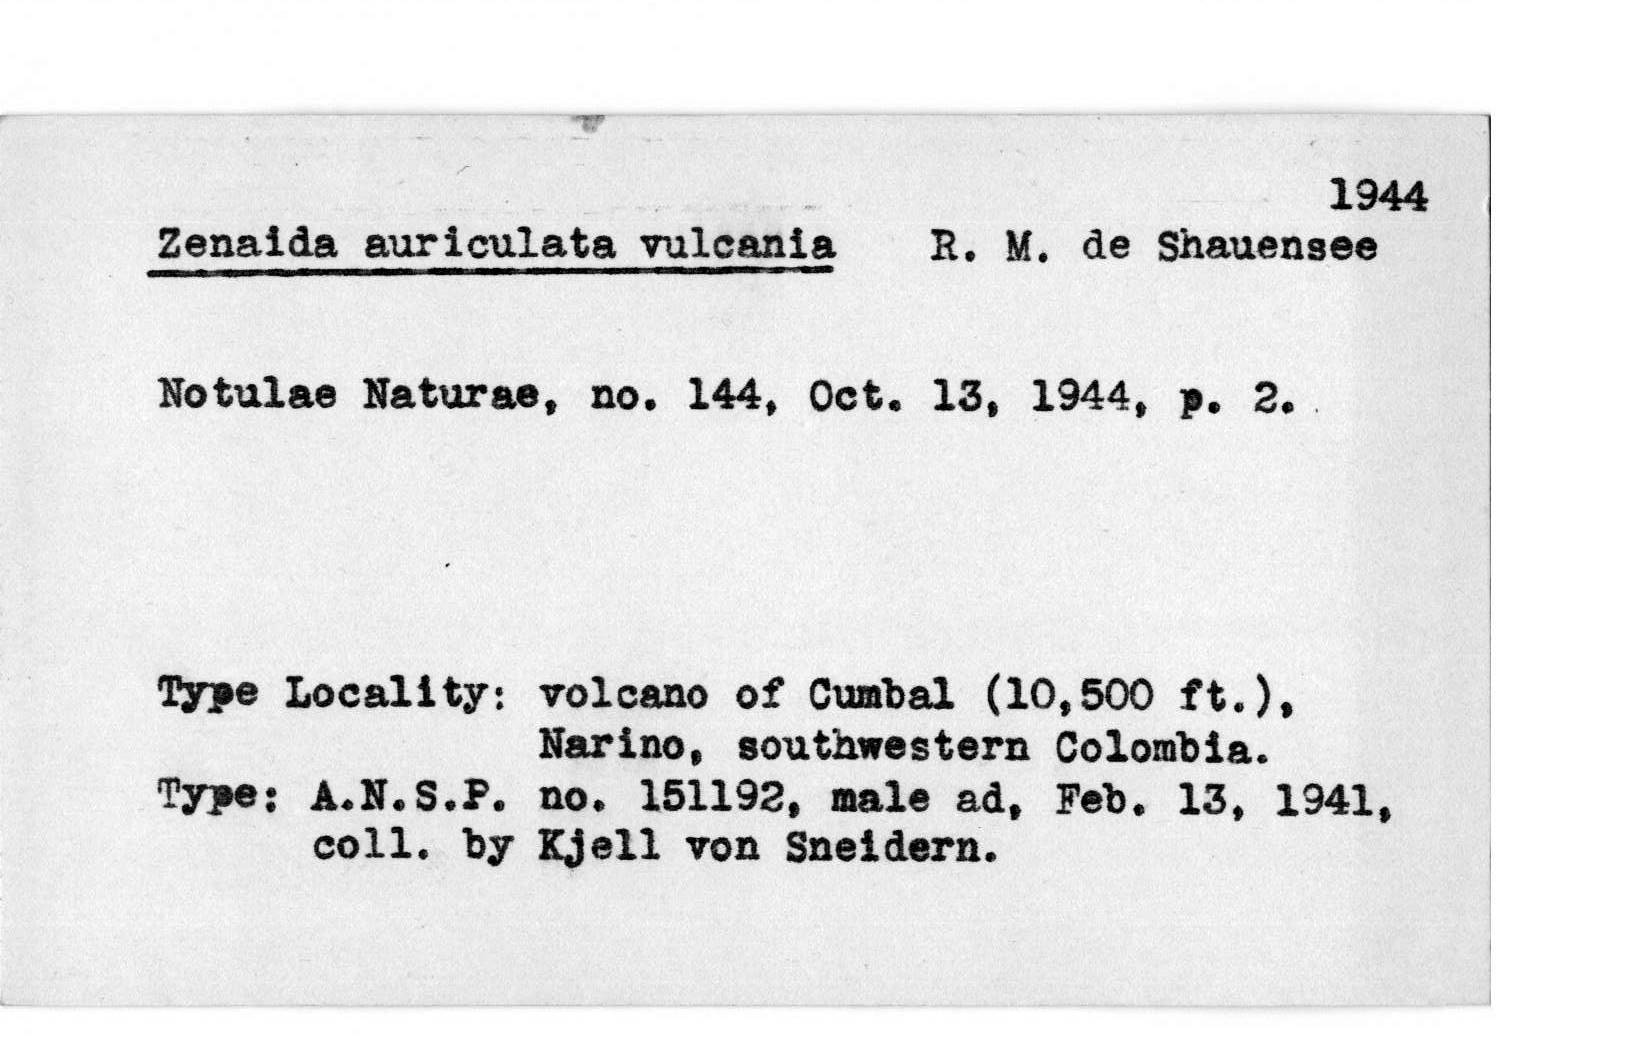 1944
Zenaida auriculata vulcania R. M. de Shauensee
Notulae Naturae, no. 144, Oct. 13, 1944, p. 2.
Type Locality: volcano of Cumbal (10,500 ft.),
Narino, southwestern Colombia.
Type: A.N.S.P. no. 151192, male ad, Feb. 13, 1941,
coll. by Kjell von Sneidern.